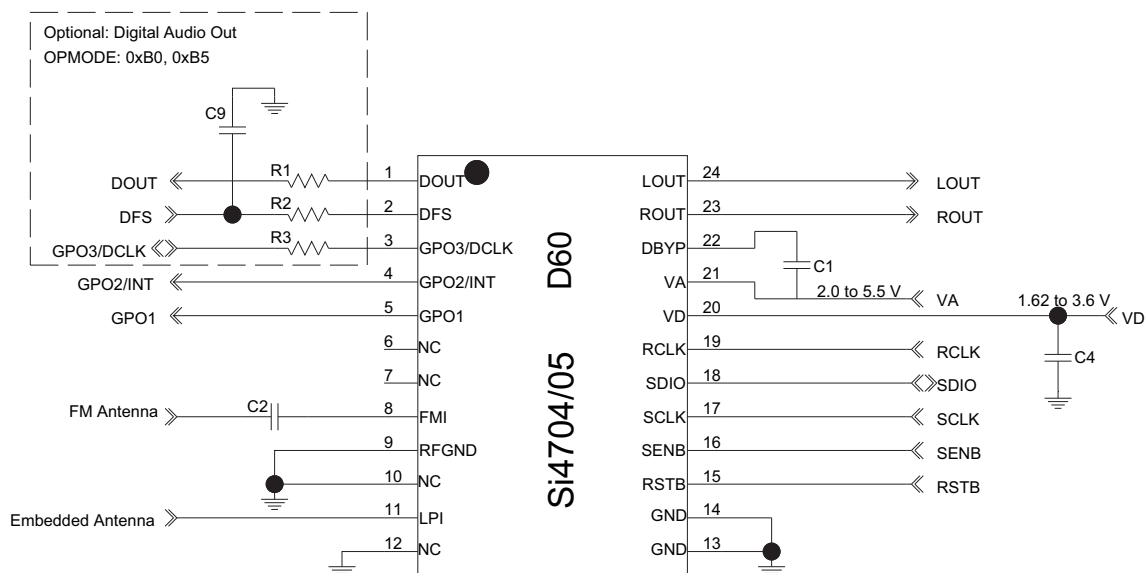 Optional: Digital Audio Out
OPMODE: 0xB0, 0xB5
C9
DOUT
R1
1
DOUT
DFS
R2
2
DFS
GPO3/DCLK
R3
3
GPO3/DCLK
GPO2/INT
4
GPO2/INT
GPO1
5
GPO1
6
NC
7
NC
FM Antenna
C2
8
FMI
9
RFGND
10
NC
Embedded Antenna
11
LPI
12
NC
Si4704/05
D60
LOUT
24
LOUT
ROUT
23
ROUT
DBYP
22
C1
VA
21
2.0 to 5.5 V
VA
VD
20
1.62 to 3.6 V
VD
C4
RCLK
19
RCLK
SDIO
18
SDIO
SCLK
17
SCLK
SENB
16
SENB
RSTB
15
RSTB
GND
14
GND
13